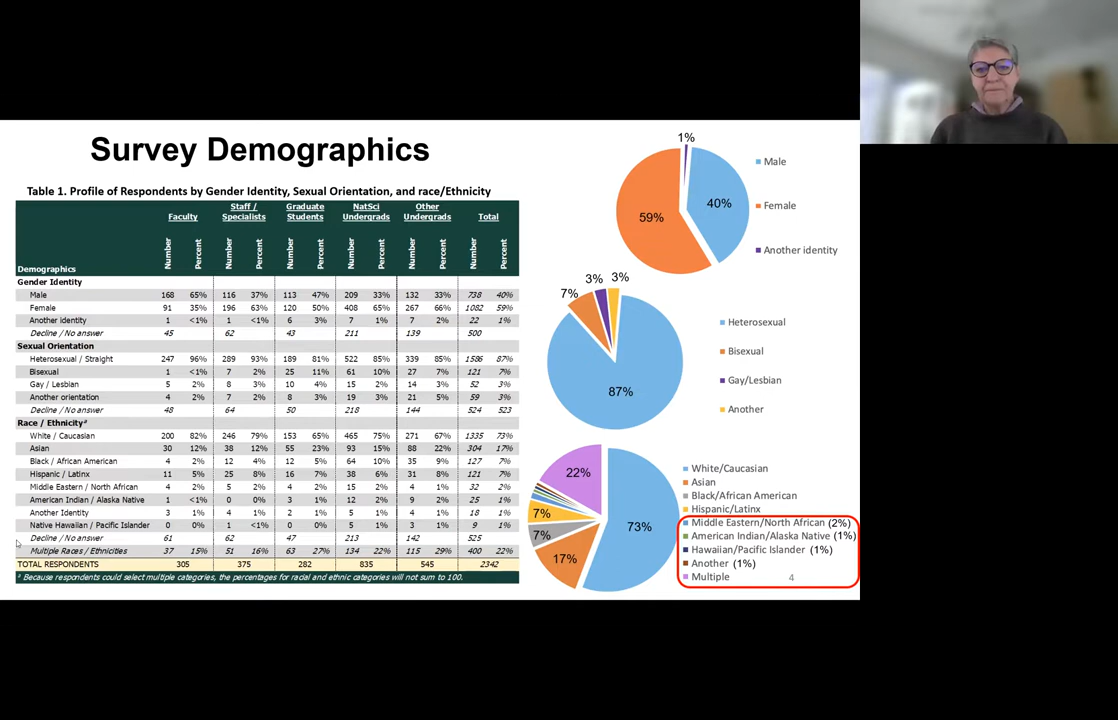 Survey Demographics
Table 1. Profile of Respondents by Gender Identity, Sexual Orientation, and race/Ethnicity
Faculty Staff / Specialists Graduate Students NatSci Undergrads Other Undergrads Total
Demographics Number Percent Number Percent Number Percent Number Percent Number Percent Number Percent
Gender Identity
Male 168 65% 116 37% 113 47% 209 33% 132 33% 738 40%
Female 91 35% 196 63% 120 50% 408 65% 267 66% 1082 59%
Another identity 1 <1% 1 <1% 6 3% 7 1% 7 2% 22 1%
Decline / No answer 45 62 43 211 139 500
Sexual Orientation
Heterosexual / Straight 247 96% 289 93% 189 81% 522 85% 339 85% 1586 87%
Bisexual 1 <1% 7 2% 25 11% 61 10% 27 7% 121 7%
Gay / Lesbian 5 2% 8 3% 10 4% 15 2% 14 3% 52 3%
Another orientation 4 2% 7 2% 8 3% 19 3% 21 5% 59 3%
Decline / No answer 48 64 50 218 144 524 523
Race / Ethnicityª
White / Caucasian 200 82% 246 79% 153 65% 465 75% 271 67% 1335 73%
Asian 30 12% 38 12% 55 23% 93 15% 88 22% 304 17%
Black / African American 4 2% 12 4% 12 5% 64 10% 35 9% 127 7%
Hispanic / Latinx 11 5% 25 8% 16 7% 38 6% 31 8% 121 7%
Middle Eastern / North African 4 2% 5 2% 4 2% 15 2% 4 1% 32 2%
American Indian / Alaska Native 1 <1% 0 0% 3 1% 12 2% 9 2% 25 1%
Another Identity 3 1% 4 1% 2 1% 5 1% 4 1% 18 1%
Native Hawaiian / Pacific Islander 0 0% 1 <1% 0 0% 5 1% 3 1% 9 1%
Decline / No answer 61 62 47 213 142 525
Multiple Races / Ethnicities 37 15% 51 16% 63 27% 134 22% 115 29% 400 22%
TOTAL RESPONDENTS 305 375 282 835 545 2342
ª Because respondents could select multiple categories, the percentages for racial and ethnic categories will not sum to 100.
1%
40%
59%
Male
Female
Another identity
7% 3% 3%
87%
Heterosexual
Bisexual
Gay/Lesbian
Another
22%
7%
7%
17%
73%
White/Caucasian
Asian
Black/African American
Hispanic/Latinx
Middle Eastern/North African (2%)
American Indian/Alaska Native (1%)
Hawaiian/Pacific Islander (1%)
Another (1%)
Multiple
4